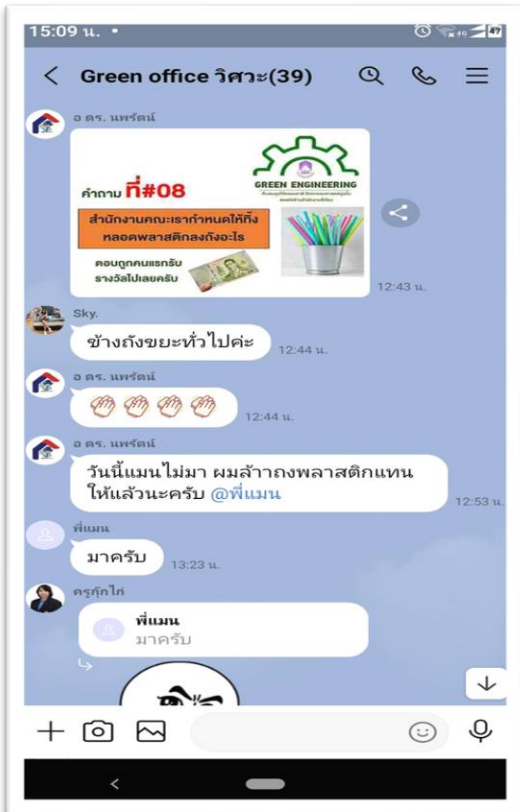 15:09 น. •
47
Green office วิศวะ(39)
อ ดร. นพรัตน์
GREEN ENGINEERING
คำถาม ที่#08
สำนักงานคณะเรากำหนดให้ทิ้ง
หลอดพลาสติกลงถังอะไร
ตอบถูกคนแรกรับ
รางวัลไปเลยครับ
12:43 น.
Sky.
ข้างถังขยะทั่วไปค่ะ
12:44 น.
อ ดร. นพรัตน์
12:44 น.
อ ดร. นพรัตน์
วันนี้แมนไม่มา ผมล้าาถงพลาสติกแทน
ให้แล้วนะครับ @พี่แมน
12:53 น.
พี่แมน
มาครับ
13:23 น.
ครูกุ๊กไก่
พี่แมน
มาครับ